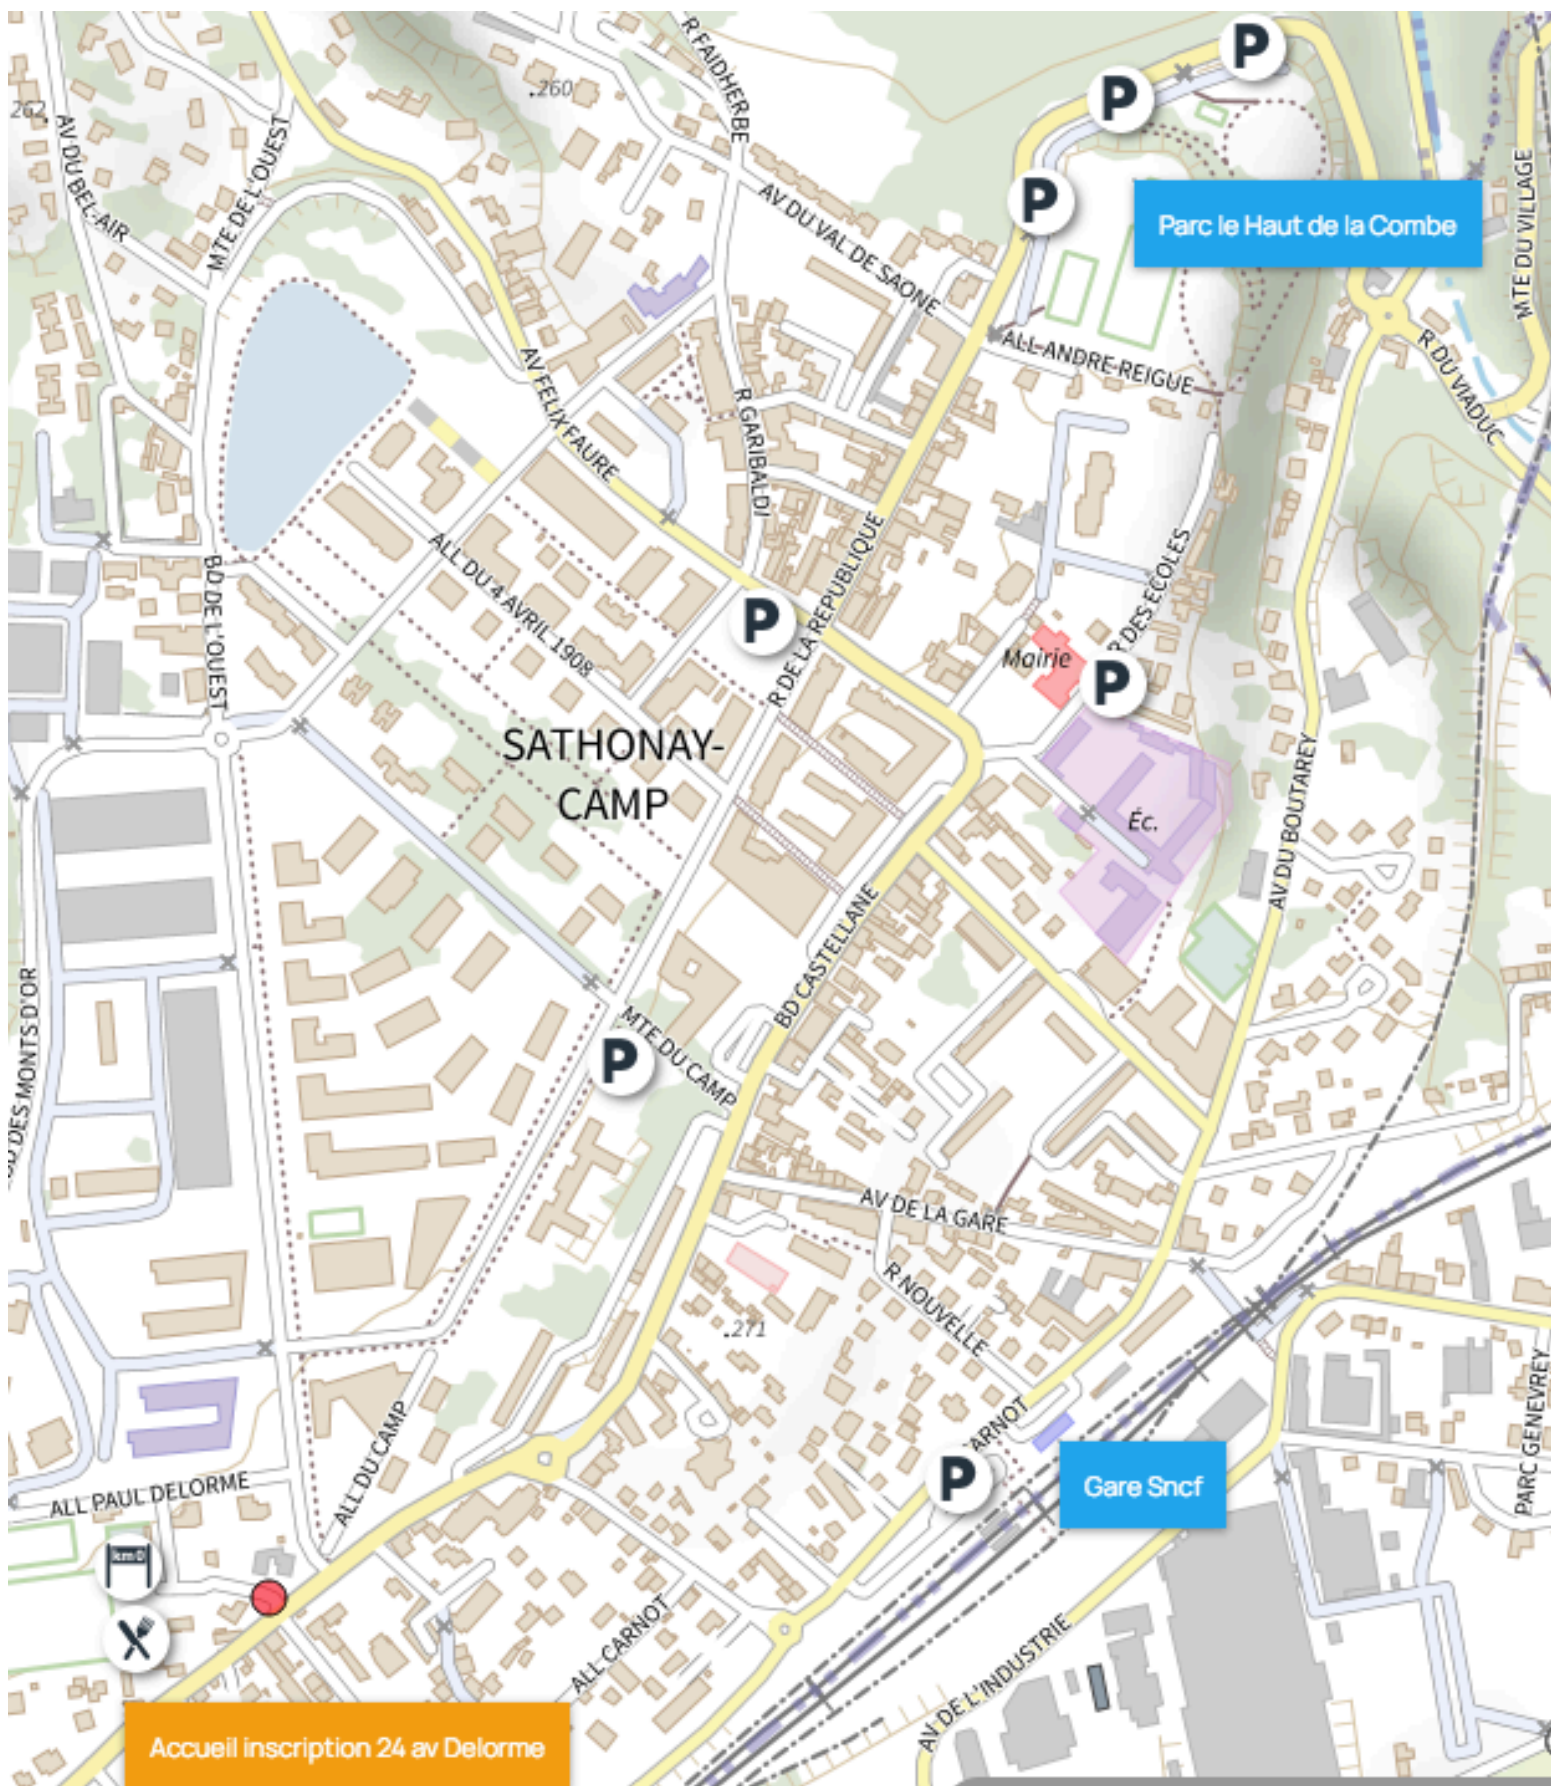 P
R FAIDHERBE
.260
P
262.
AV DU BEL-AIR
MTE DE L'OUEST
MTE DU VILLAGE
P
AV DU VAL DE SAONE
Parc le Haut de la Combe
ALL ANDRE-REIGUE
R DU VIADUC
AV FELIX FAURE
R GARIBALDI
R DE LA REPUBLIQUE
ALL DU 4 AVRIL 1908
BD DE L'OUEST
R DES ECOLES
P
Mairie
P
SATHONAY-
CAMP
AV DU BOUTAREY
Éc.
BD CASTELLANE
BD DES MONTS D'OR
MTE DU CAMP
P
AV DE LA GARE
R NOUVELLE
.271
PARC GENEVREY
ALL DU CAMP
ARNOT
P
Gare Sncf
ALL PAUL DELORME
km0
ALL CARNOT
AV DE L'INDUSTRIE
Accueil inscription 24 av Delorme